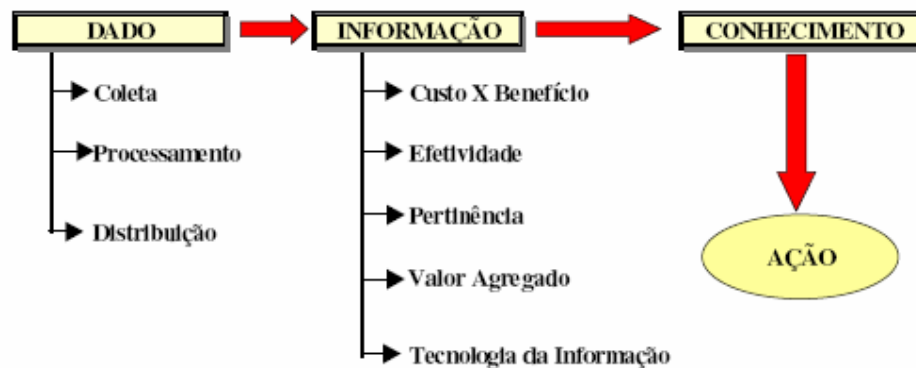 DADO
INFORMAÇÃO
CONHECIMENTO
Coleta
Processamento
Distribuição
Custo X Benefício
Efetividade
Pertinência
Valor Agregado
Tecnologia da Informação
AÇÃO